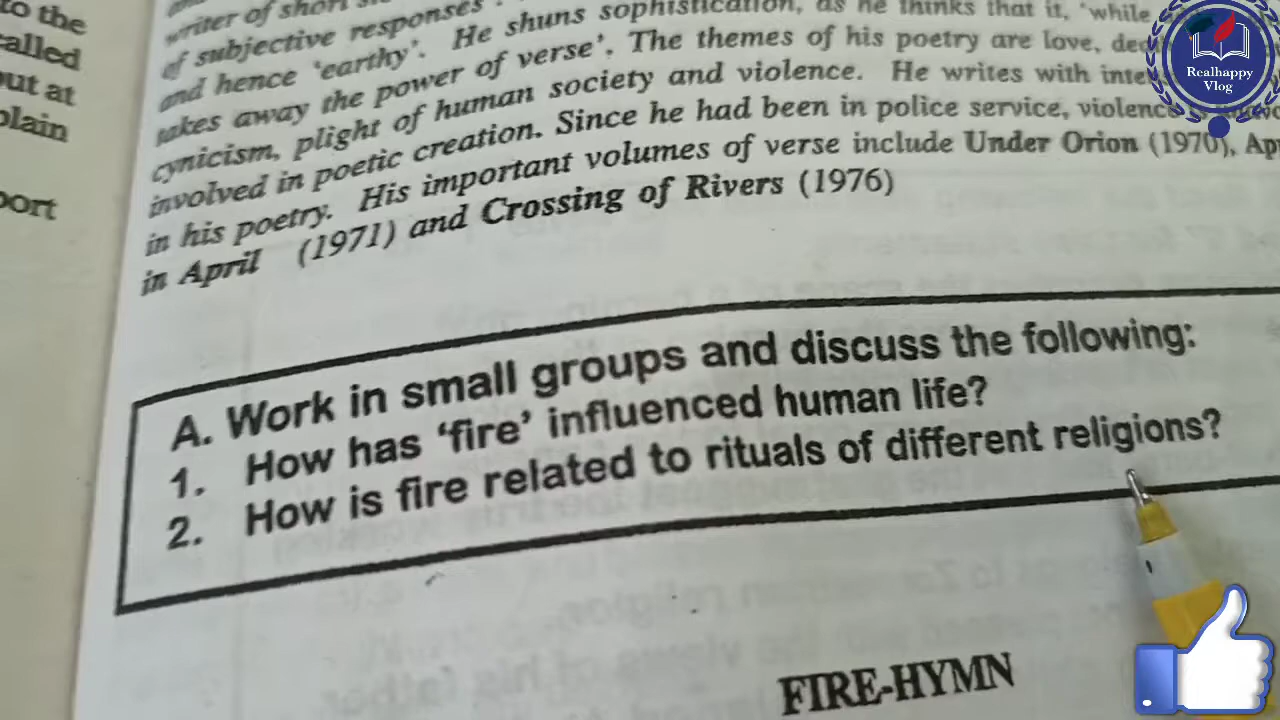 to the
called
out at
plain
port
writer of short
of subjective responses
and hence 'earthy'. He shuns sophistication, as he thinks that it, 'while
takes away the power of verse'. The themes of his poetry are love,
cynicism, plight of human society and violence. He writes with
involved in poetic creation. Since he had been in police service, violence
in his poetry. His important volumes of verse include Under Orion (1970),
in April (1971) and Crossing of Rivers (1976)
A. Work in small groups and discuss the following:
1. How has 'fire' influenced human life?
2. How is fire related to rituals of different religions?
FIRE-HYMN
Realhappy
Vlog